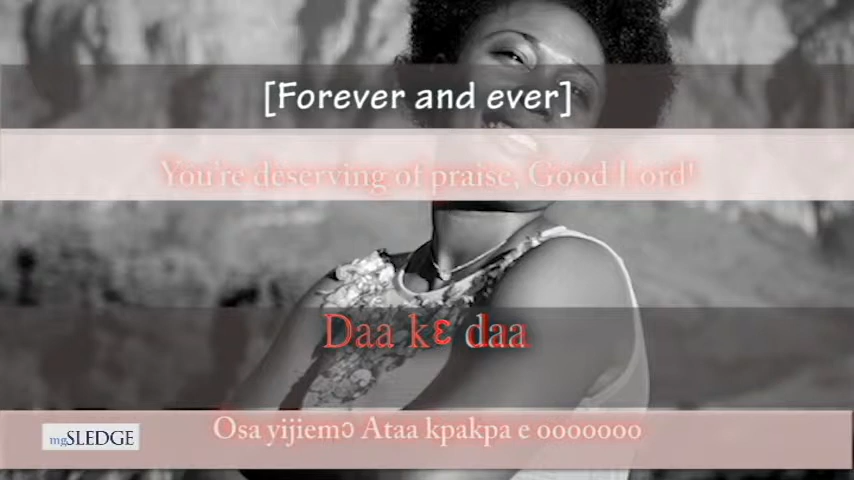 [Forever and ever]
You're deserving of praise, Good Lord!
Daa kɛ daa
Osa yijiemɔ Ataa kpakpa e ooooooo
mgSLEDGE